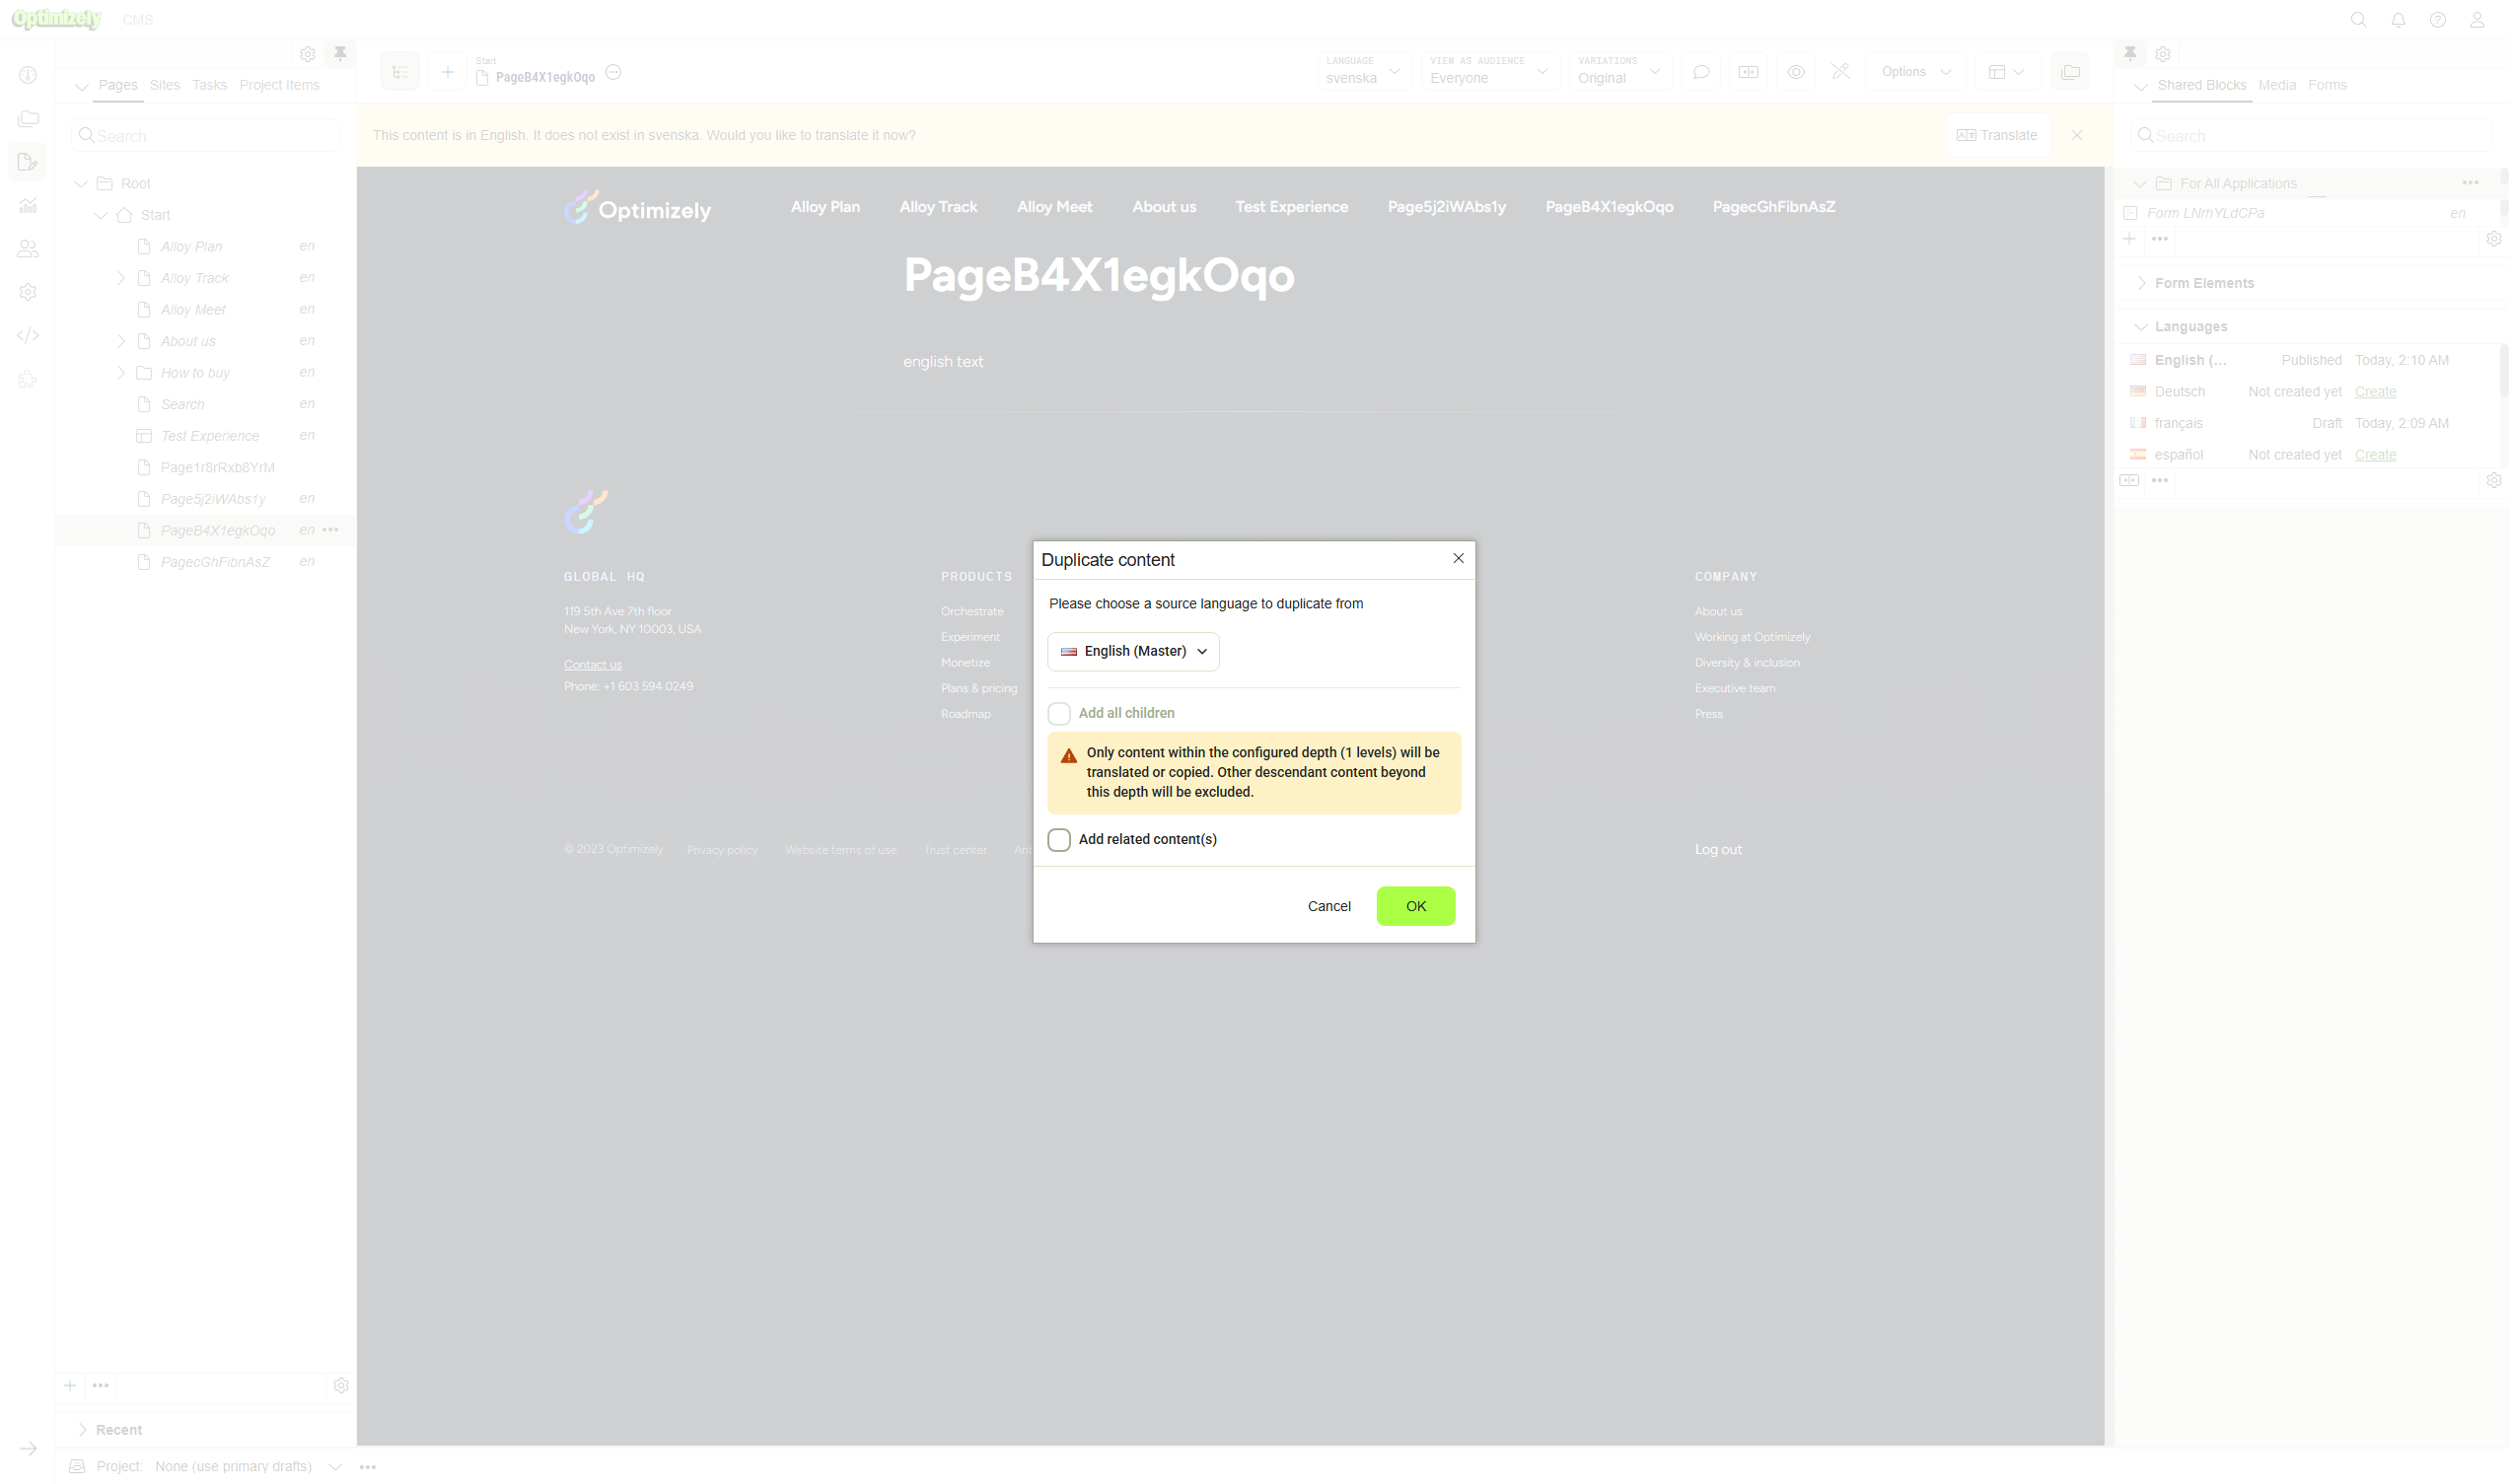 Optimizely CMS
Pages Sites Tasks Project Items
Search
Root
Start
Alloy Plan en
Alloy Track en
Alloy Meet en
About us en
How to buy en
Search en
Test Experience en
Page1r8rRxb8YrM
Page5j2iWAbs1y en
PageB4X1egkOqo en
PagecGhFibnAsZ en
Recent
Project: None (use primary drafts)
Start
PageB4X1egkOqo
LANGUAGE
svenska
VIEW AS AUDIENCE
Everyone
VARIATIONS
Original
Options
This content is in English. It does not exist in svenska. Would you like to translate it now?
Translate
Optimizely
Alloy Plan Alloy Track Alloy Meet About us Test Experience Page5j2iWAbs1y PageB4X1egkOqo PagecGhFibnAsZ
PageB4X1egkOqo
english text
GLOBAL HQ
119 5th Ave 7th floor
New York, NY 10003, USA
Contact us
Phone: +1 603 594 0249
PRODUCTS
Orchestrate
Experiment
Monetize
Plans & pricing
Roadmap
COMPANY
About us
Working at Optimizely
Diversity & inclusion
Executive team
Press
© 2023 Optimizely Privacy policy Website terms of use Trust center Ant
Log out
Duplicate content
Please choose a source language to duplicate from
English (Master)
Add all children
Only content within the configured depth (1 levels) will be
translated or copied. Other descendant content beyond
this depth will be excluded.
Add related content(s)
Cancel OK
Shared Blocks Media Forms
Search
For All Applications
Form LNrhYLdCPa en
Form Elements
Languages
English (... Published Today, 2:10 AM
Deutsch Not created yet Create
français Draft Today, 2:09 AM
español Not created yet Create